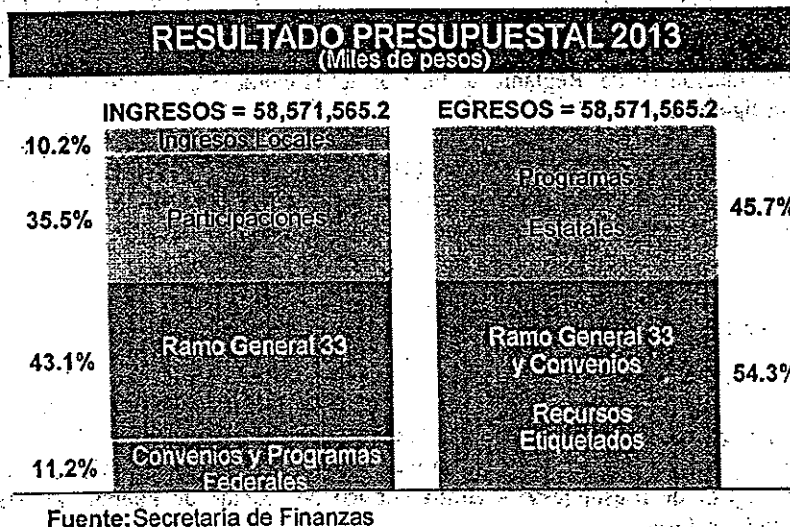 RESULTADO PRESUPUESTAL 2013
(Miles de pesos)
INGRESOS = 58,571,565.2
EGRESOS = 58,571,565.2
10.2%
Ingresos Locales
35.5%
Participaciones
43.1%
Ramo General 33
11.2%
Convenios y Programas
Federales
Programas
Estatales
45.7%
Ramo General 33
y Convenios
Recursos
Etiquetados
54.3%
Fuente: Secretaria de Finanzas